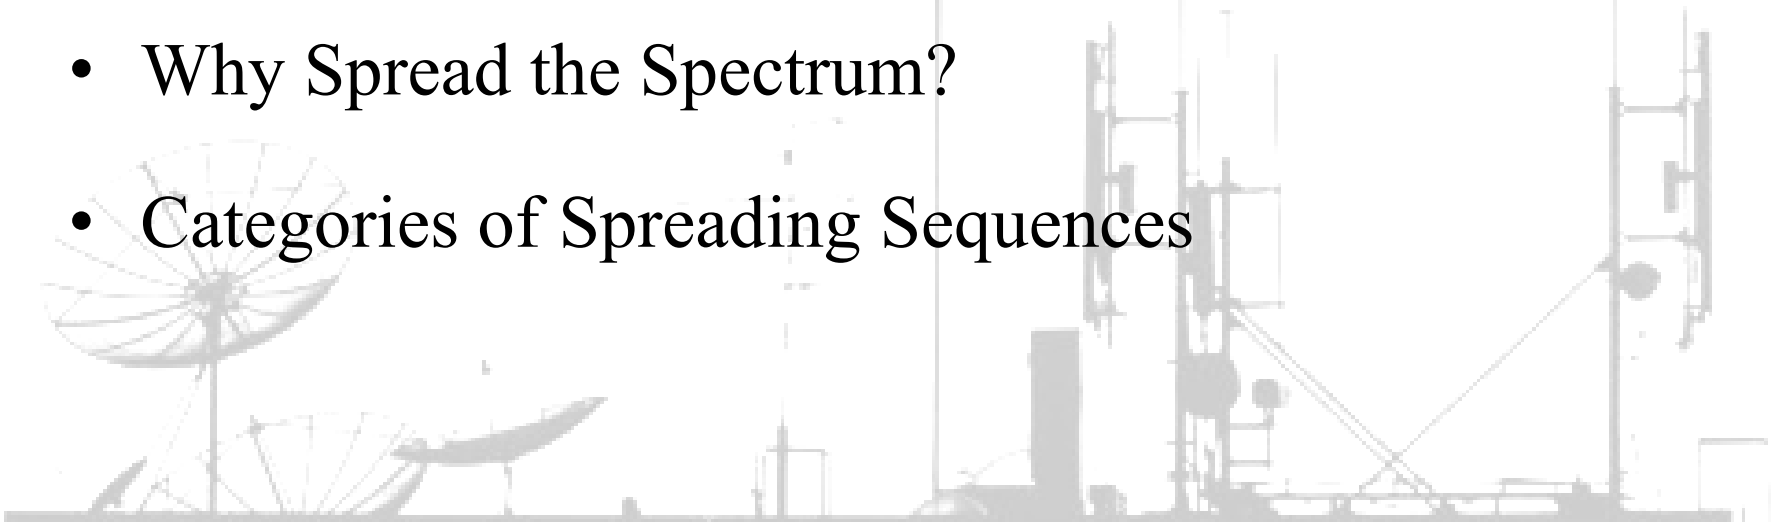 • Why Spread the Spectrum?
• Categories of Spreading Sequences